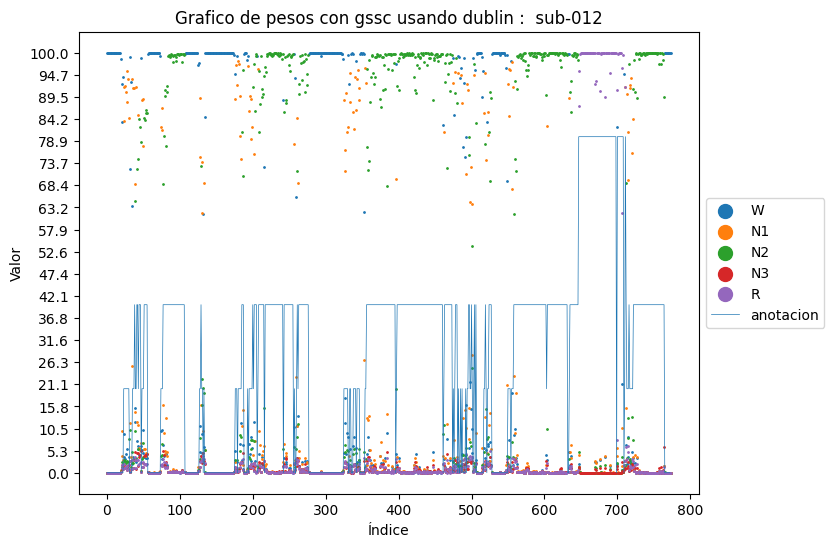 Grafico de pesos con gssc usando dublin :  sub-012
Valor
100.0
94.7
89.5
84.2
78.9
73.7
68.4
63.2
57.9
52.6
47.4
42.1
36.8
31.6
26.3
21.1
15.8
10.5
5.3
0.0
0 100 200 300 400 500 600 700 800
Índice
W
N1
N2
N3
R
anotacion